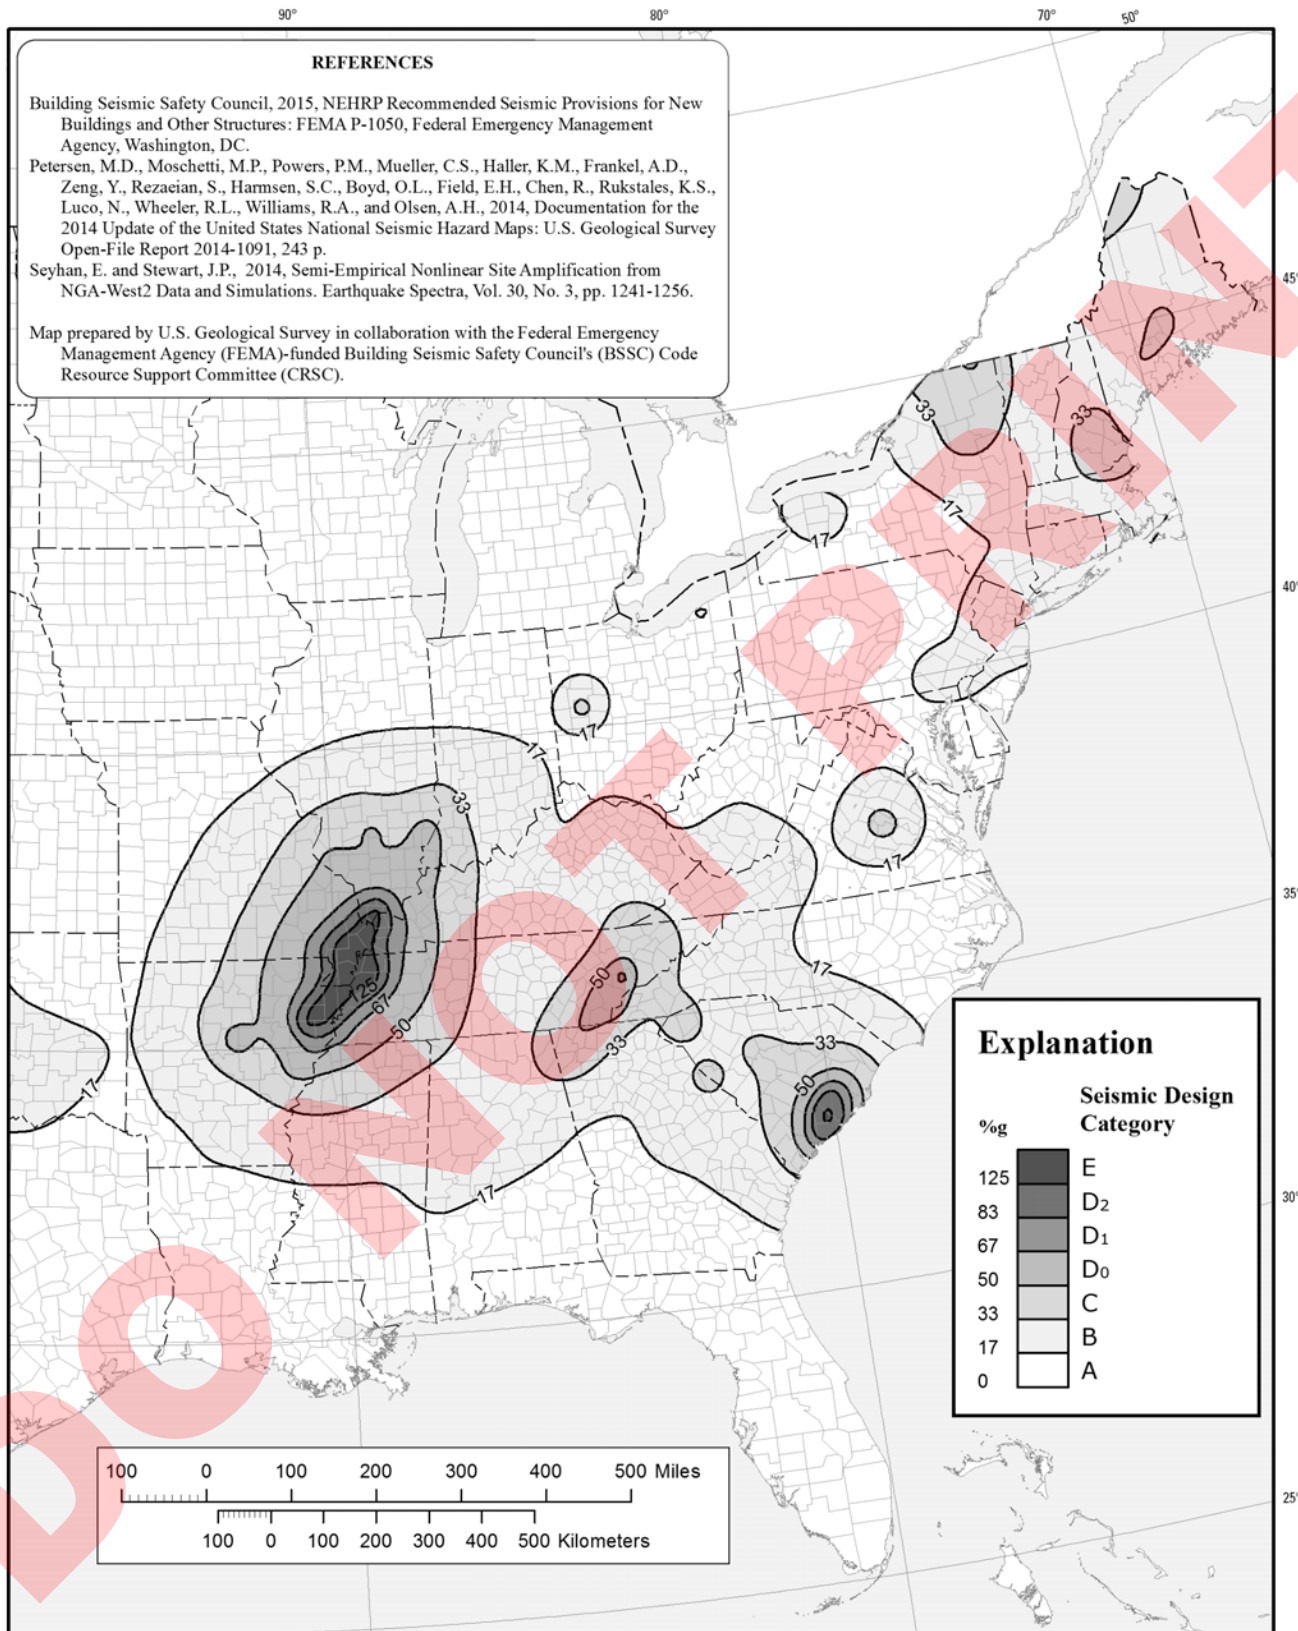 90°
80°
70°
50°
REFERENCES
Building Seismic Safety Council, 2015, NEHRP Recommended Seismic Provisions for New
Buildings and Other Structures: FEMA P-1050, Federal Emergency Management
Agency, Washington, DC.
Petersen, M.D., Moschetti, M.P., Powers, P.M., Mueller, C.S., Haller, K.M., Frankel, A.D.,
Zeng, Y., Rezaeian, S., Harmsen, S.C., Boyd, O.L., Field, E.H., Chen, R., Rukstales, K.S.,
Luco, N., Wheeler, R.L., Williams, R.A., and Olsen, A.H., 2014, Documentation for the
2014 Update of the United States National Seismic Hazard Maps: U.S. Geological Survey
Open-File Report 2014-1091, 243 p.
Seyhan, E. and Stewart, J.P., 2014, Semi-Empirical Nonlinear Site Amplification from
NGA-West2 Data and Simulations. Earthquake Spectra, Vol. 30, No. 3, pp. 1241-1256.
Map prepared by U.S. Geological Survey in collaboration with the Federal Emergency
Management Agency (FEMA)-funded Building Seismic Safety Council's (BSSC) Code
Resource Support Committee (CRSC).
45°
33
33
17
17
40°
17
17
33
17
35°
17
50
125
67
50
33
33
50
17
17
30°
25°
Explanation
%g
Seismic Design
Category
125
E
83
D2
67
D1
50
D0
33
C
17
B
0
A
100 0 100 200 300 400 500 Miles
100 0 100 200 300 400 500 Kilometers
DO NOT PRINT